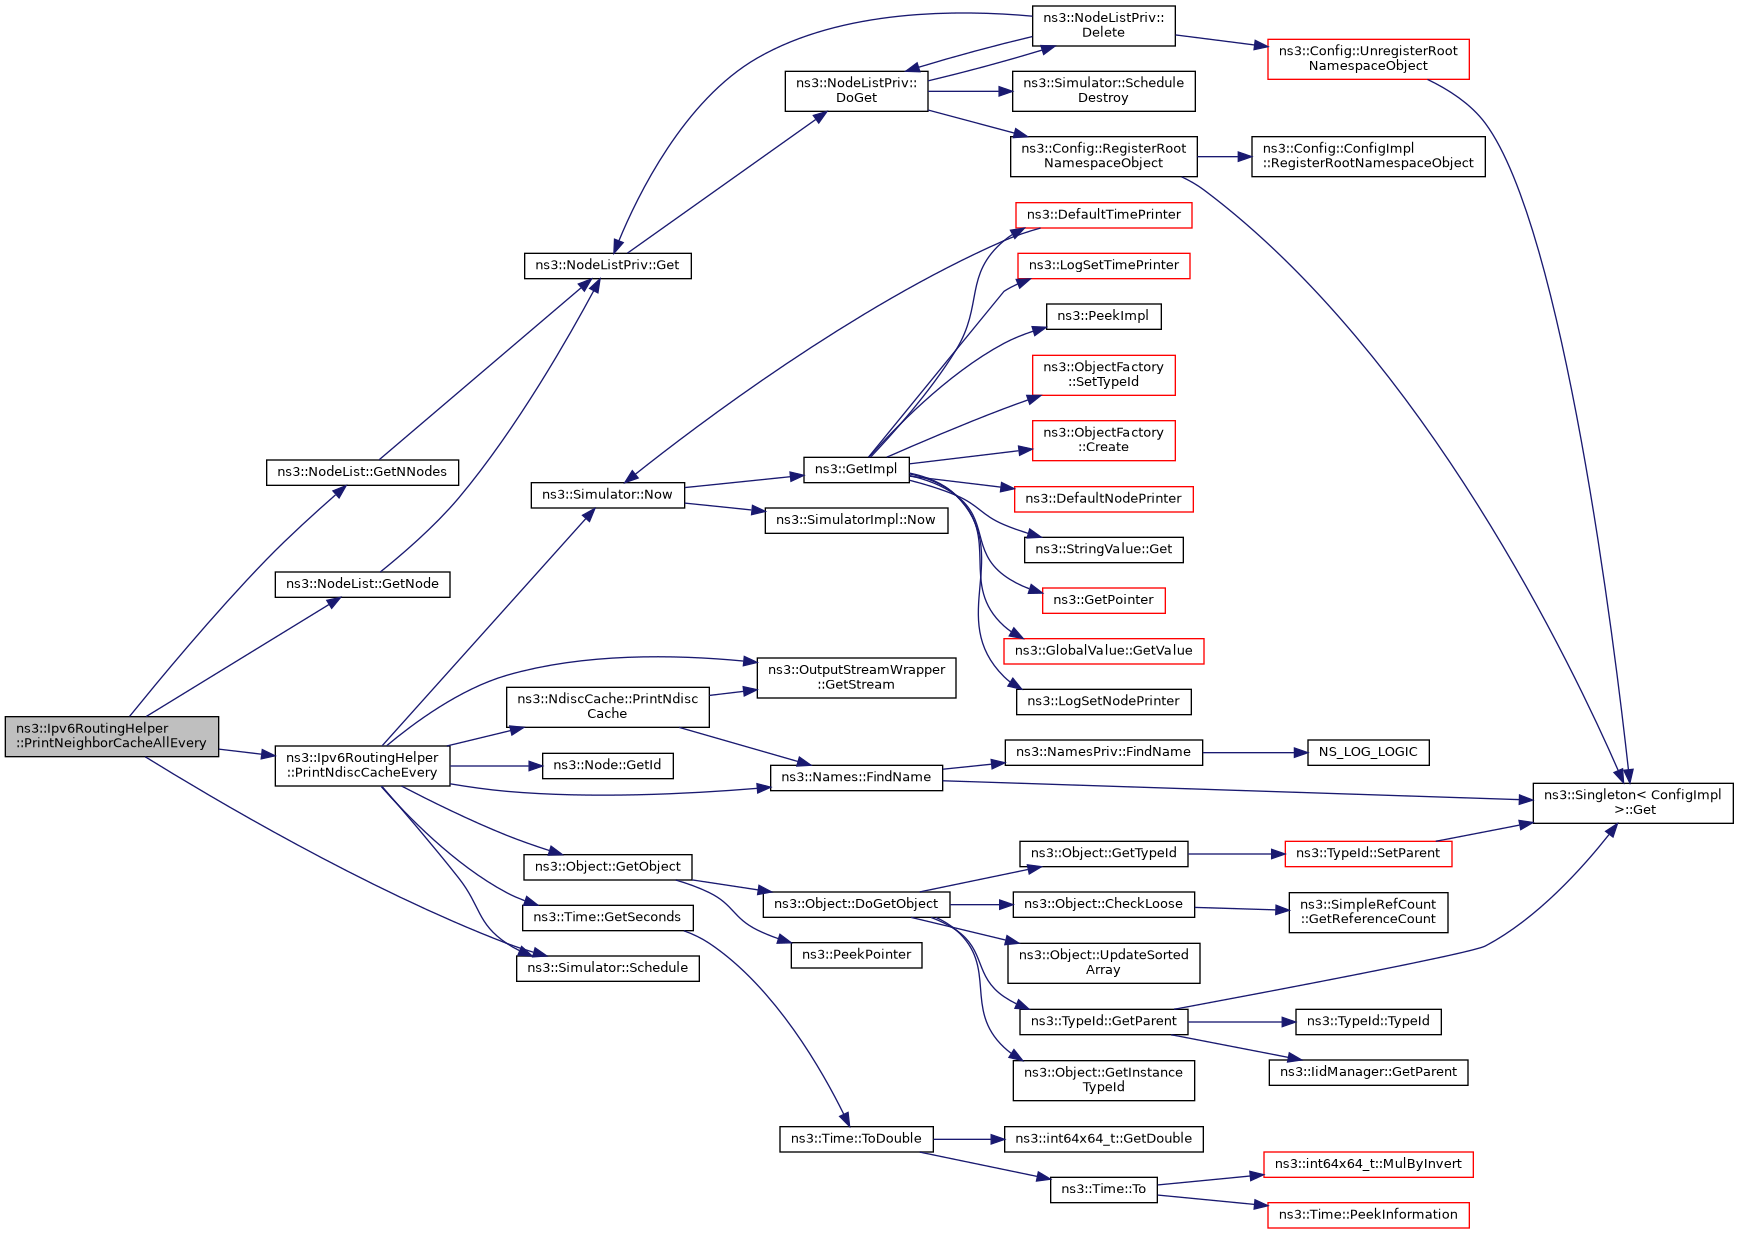 ns3::Ipv6RoutingHelper
::PrintNeighborCacheAllEvery
ns3::NodeList::GetNNodes
ns3::NodeList::GetNode
ns3::Ipv6RoutingHelper
::PrintNdiscCacheEvery
ns3::NodeListPriv::Get
ns3::Simulator::Now
ns3::NdiscCache::PrintNdisc
Cache
ns3::Node::GetId
ns3::Object::GetObject
ns3::Time::GetSeconds
ns3::Simulator::Schedule
ns3::NodeListPriv::
DoGet
ns3::GetImpl
ns3::SimulatorImpl::Now
ns3::OutputStreamWrapper
::GetStream
ns3::Names::FindName
ns3::Object::DoGetObject
ns3::PeekPointer
ns3::Time::ToDouble
ns3::NodeListPriv::
Delete
ns3::Simulator::Schedule
Destroy
ns3::Config::RegisterRoot
NamespaceObject
ns3::DefaultTimePrinter
ns3::LogSetTimePrinter
ns3::PeekImpl
ns3::ObjectFactory
::SetTypeId
ns3::ObjectFactory
::Create
ns3::DefaultNodePrinter
ns3::StringValue::Get
ns3::GetPointer
ns3::GlobalValue::GetValue
ns3::LogSetNodePrinter
ns3::NamesPriv::FindName
ns3::Object::GetTypeId
ns3::Object::CheckLoose
ns3::Object::UpdateSorted
Array
ns3::TypeId::GetParent
ns3::Object::GetInstance
TypeId
ns3::int64x64_t::GetDouble
ns3::Time::To
ns3::Config::UnregisterRoot
NamespaceObject
ns3::Config::ConfigImpl
::RegisterRootNamespaceObject
NS_LOG_LOGIC
ns3::TypeId::SetParent
ns3::SimpleRefCount
::GetReferenceCount
ns3::TypeId::TypeId
ns3::IidManager::GetParent
ns3::int64x64_t::MulByInvert
ns3::Time::PeekInformation
ns3::Singleton< ConfigImpl
>::Get